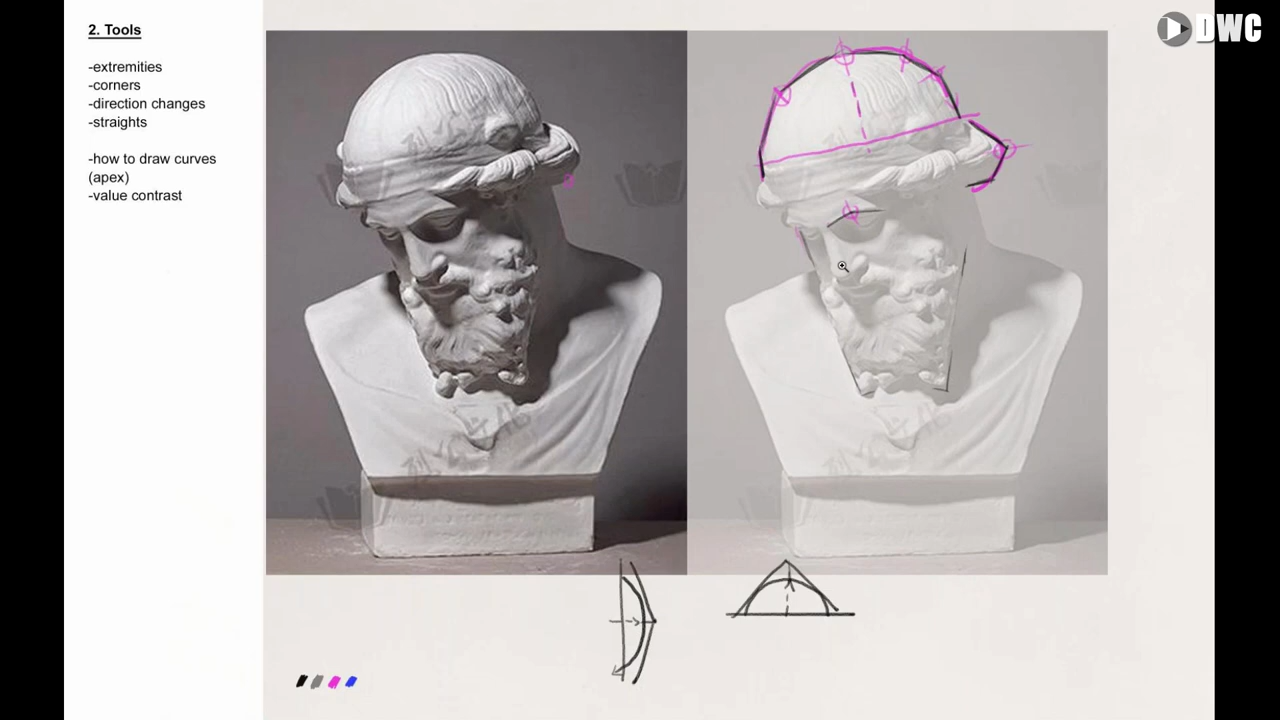 2. Tools
-extremities
-corners
-direction changes
-straights
-how to draw curves
(apex)
-value contrast
DWC